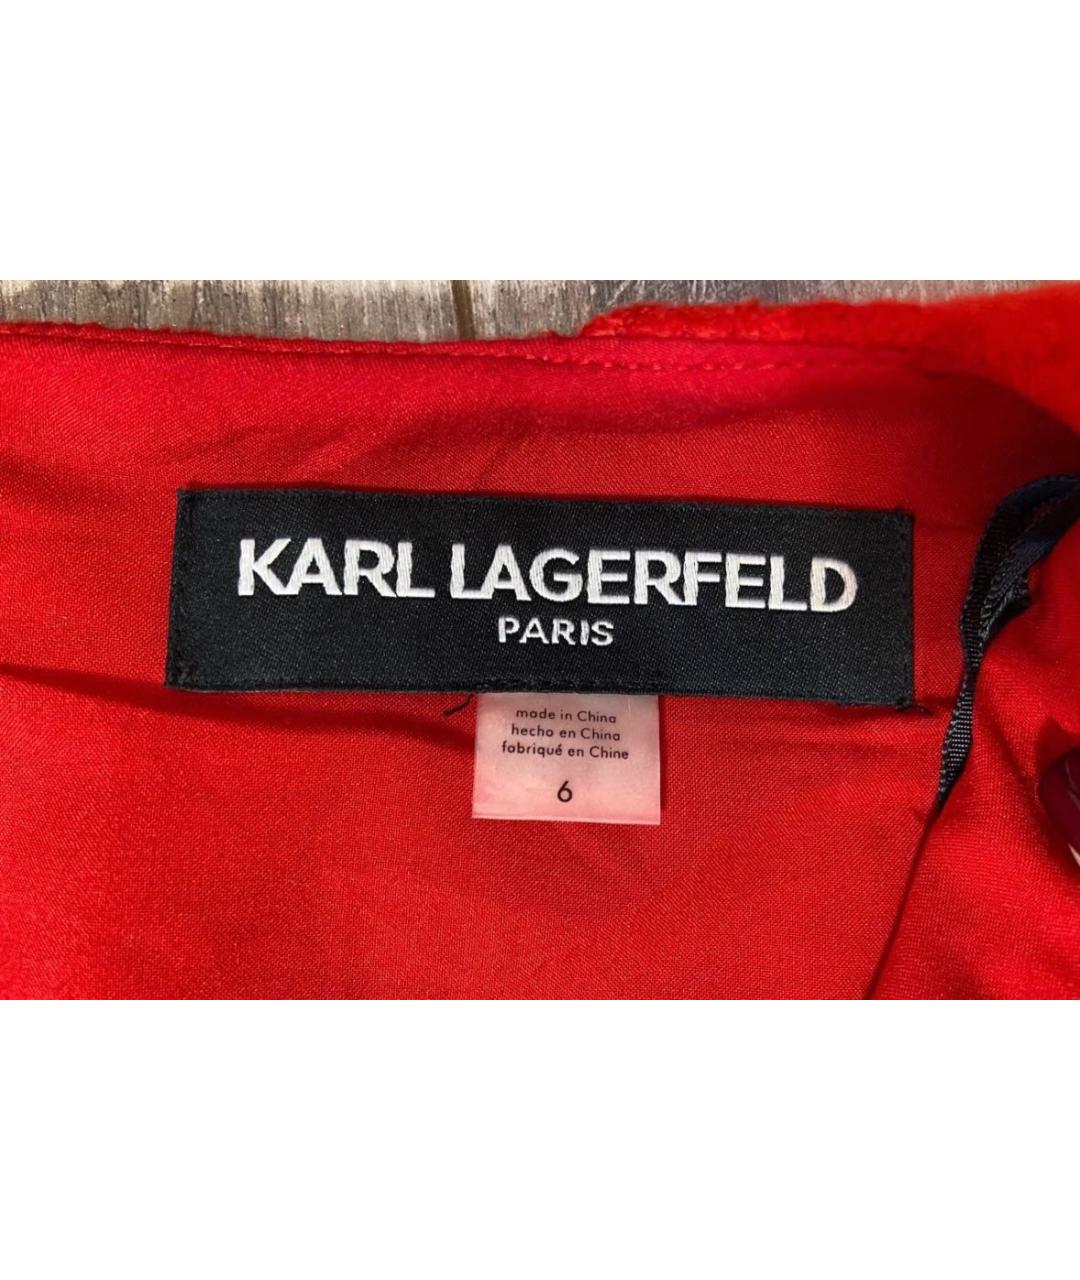 KARL LAGERFELD
PARIS
made in China
hecho en China
fabriqué en Chine
6